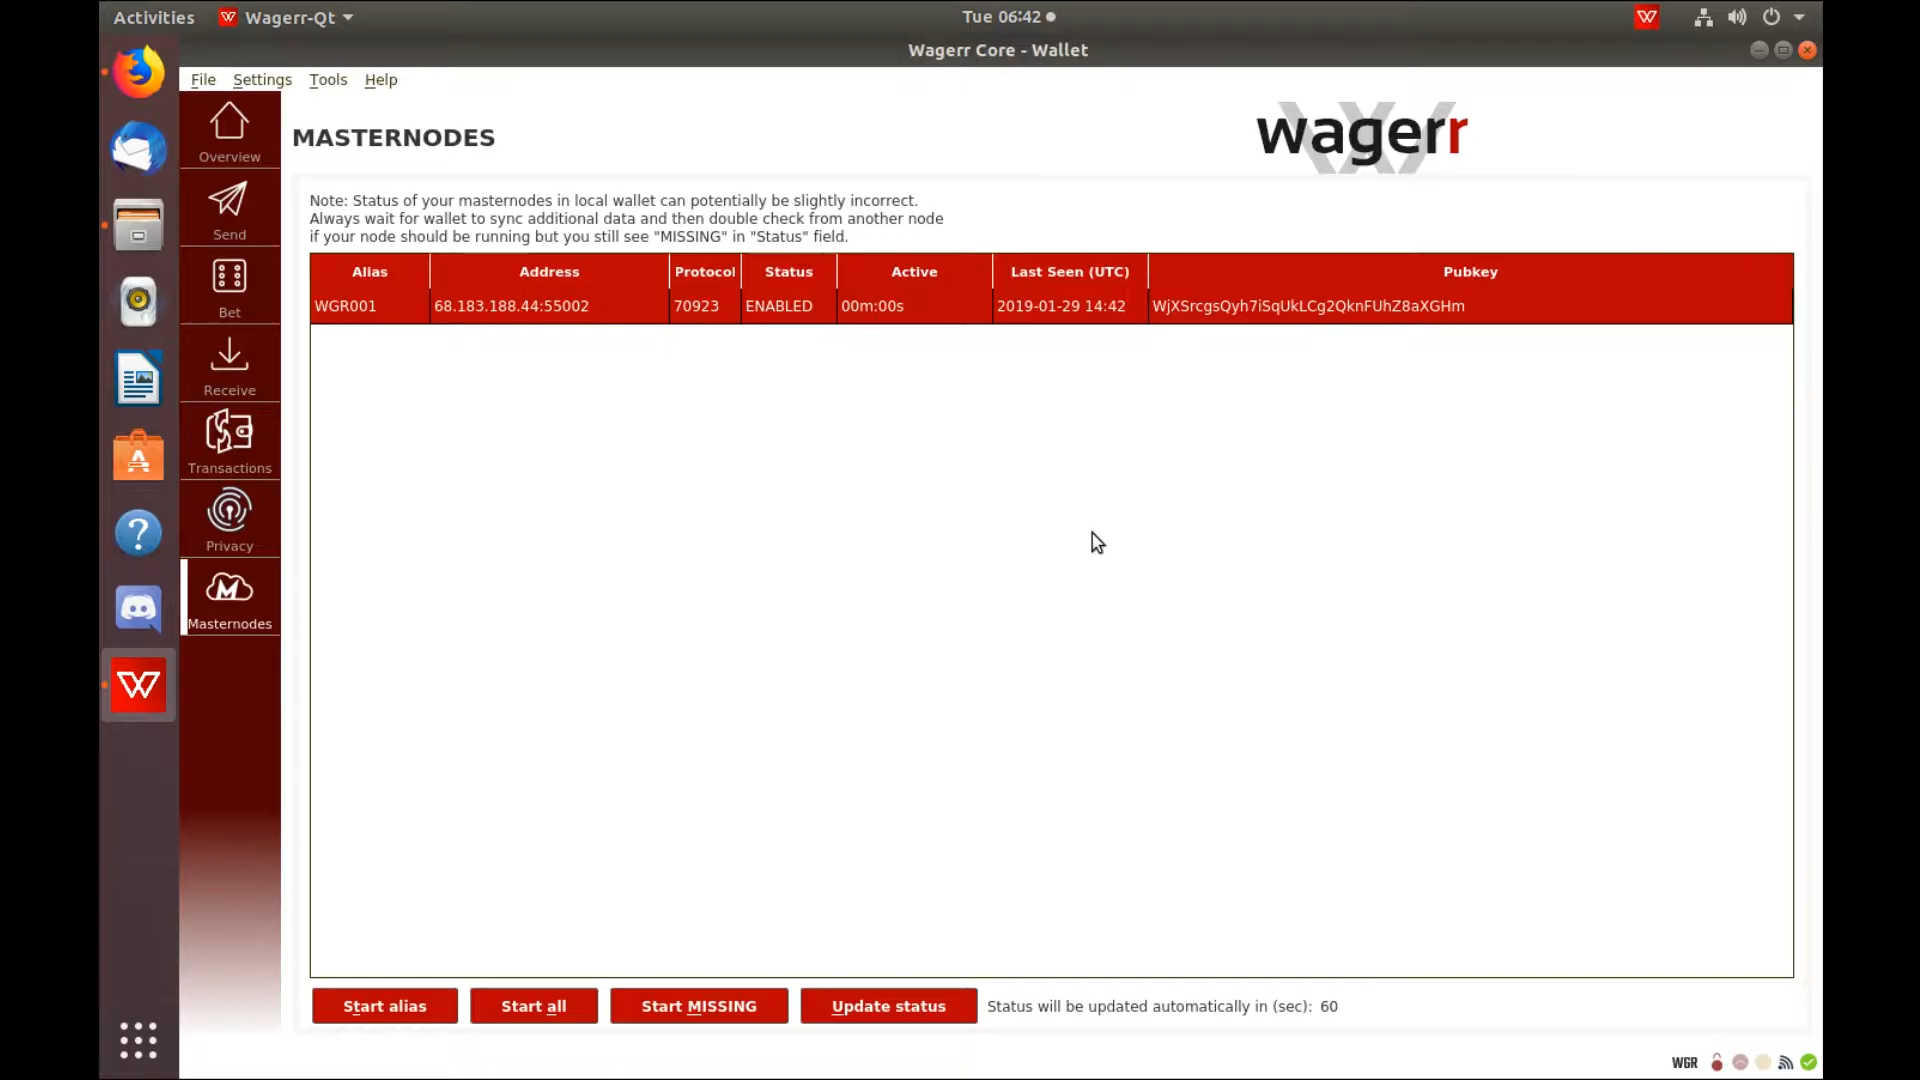 Activities Wagerr-Qt Tue 06:42
Wagerr Core - Wallet
File Settings Tools Help
Overview
Send
Bet
Receive
Transactions
Privacy
Masternodes
MASTERNODES
wagerr
Note: Status of your masternodes in local wallet can potentially be slightly incorrect.
Always wait for wallet to sync additional data and then double check from another node
if your node should be running but you still see "MISSING" in "Status" field.
Alias Address Protocol Status Active Last Seen (UTC) Pubkey
WGR001 68.183.188.44:55002 70923 ENABLED 00m:00s 2019-01-29 14:42 WjXSrcgsQyh7iSqUkLCg2QknFUhZ8aXGHm
Start alias Start all Start MISSING Update status Status will be updated automatically in (sec): 60
WGR